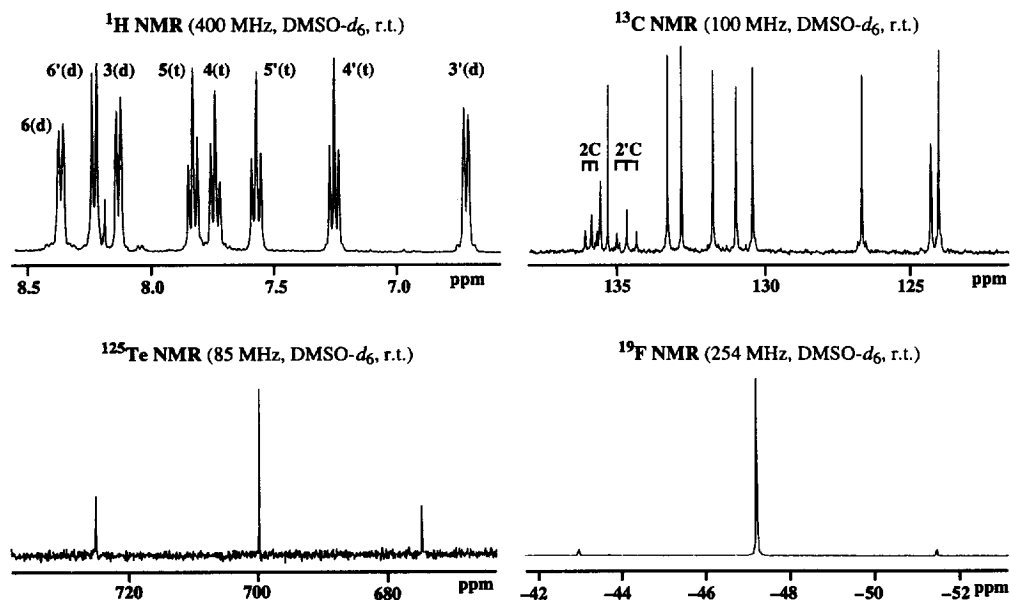 ¹H NMR (400 MHz, DMSO-d₆, r.t.)
6(d) 6'(d) 3(d) 5(t) 4(t) 5'(t) 4'(t) 3'(d)
8.5 8.0 7.5 7.0 ppm
¹³C NMR (100 MHz, DMSO-d₆, r.t.)
2C 2'C
135 130 125 ppm
¹²⁵Te NMR (85 MHz, DMSO-d₆, r.t.)
720 700 680 ppm
¹⁹F NMR (254 MHz, DMSO-d₆, r.t.)
−42 −44 −46 −48 −50 −52 ppm